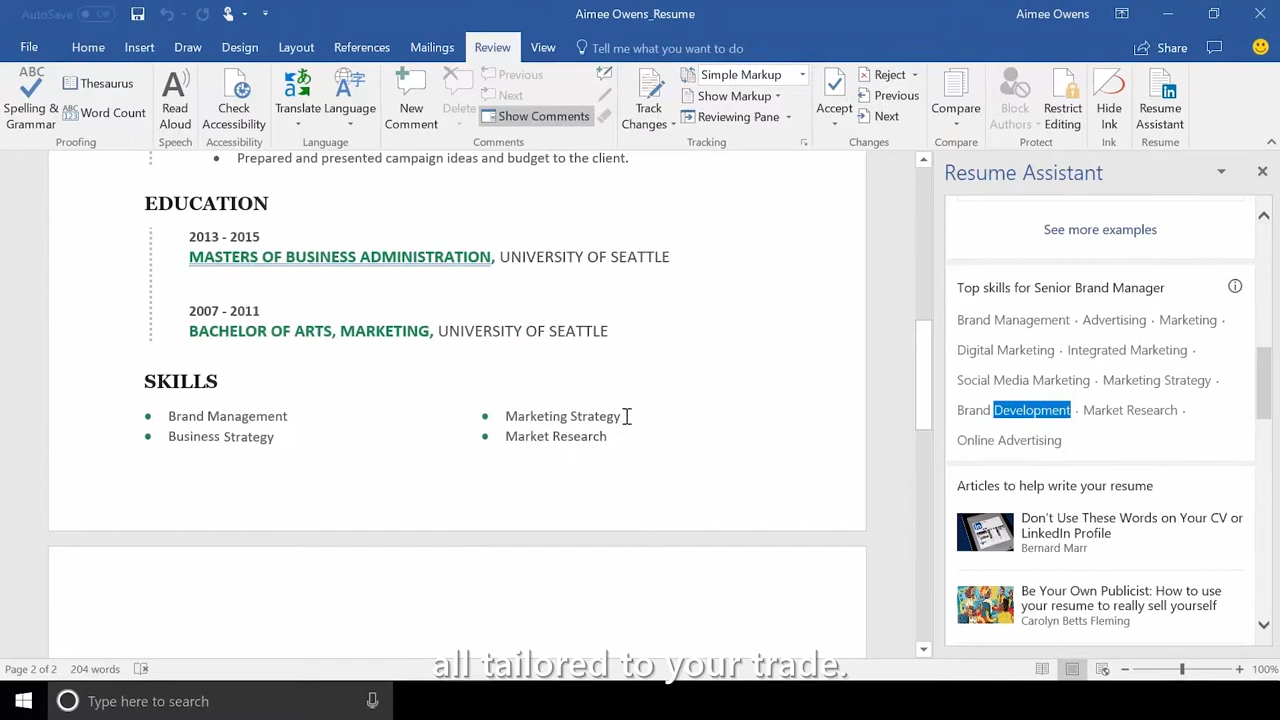 AutoSave Off
Aimee Owens_Resume
Aimee Owens
File Home Insert Draw Design Layout References Mailings Review View Tell me what you want to do
Share
ABC
Spelling & Grammar
Thesaurus
ABC 123 Word Count
Proofing
Read Aloud
Speech
Check Accessibility
Accessibility
Translate
Language
Language
New Comment
Delete
Previous
Next
Show Comments
Comments
Track Changes
Simple Markup
Show Markup
Reviewing Pane
Tracking
Accept
Reject
Previous
Next
Changes
Compare
Compare
Block Authors
Restrict Editing
Protect
Hide Ink
Ink
Resume Assistant
Resume
Prepared and presented campaign ideas and budget to the client.
EDUCATION
2013 - 2015
MASTERS OF BUSINESS ADMINISTRATION, UNIVERSITY OF SEATTLE
2007 - 2011
BACHELOR OF ARTS, MARKETING, UNIVERSITY OF SEATTLE
SKILLS
• Brand Management
• Business Strategy
• Marketing Strategy
• Market Research
Resume Assistant
See more examples
Top skills for Senior Brand Manager
Brand Management · Advertising · Marketing ·
Digital Marketing · Integrated Marketing ·
Social Media Marketing · Marketing Strategy ·
Brand Development · Market Research ·
Online Advertising
Articles to help write your resume
Don't Use These Words on Your CV or
LinkedIn Profile
Bernard Marr
Be Your Own Publicist: How to use
your resume to really sell yourself
Carolyn Betts Fleming
all tailored to your trade.
Page 2 of 2 204 words
100%
Type here to search